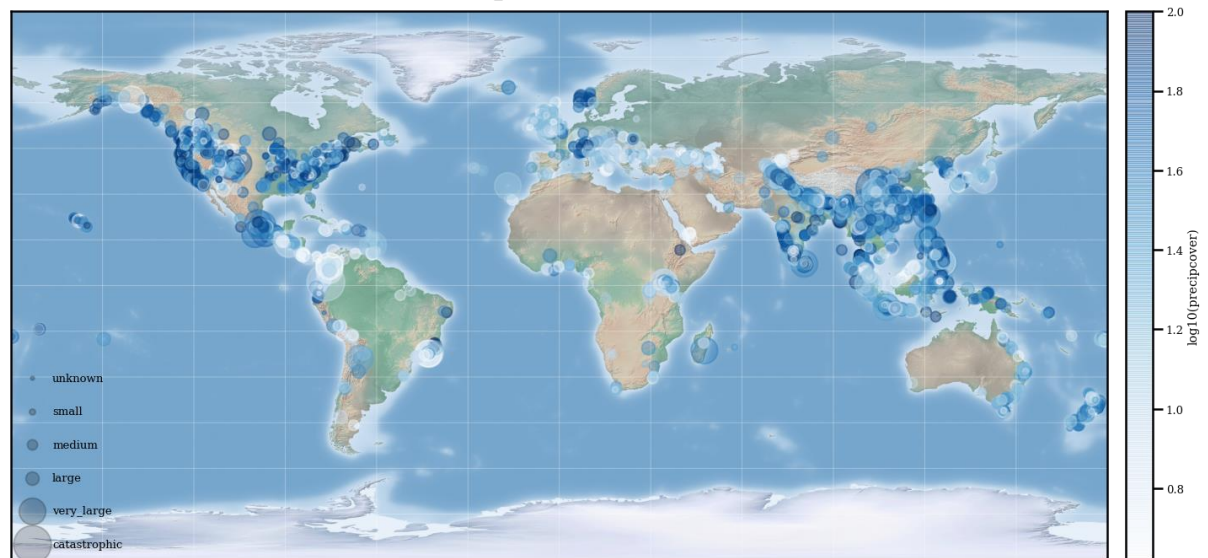 2.0
1.8
1.6
1.4
1.2
1.0
0.8
log10(precipcover)
unknown
small
medium
large
very_large
catastrophic